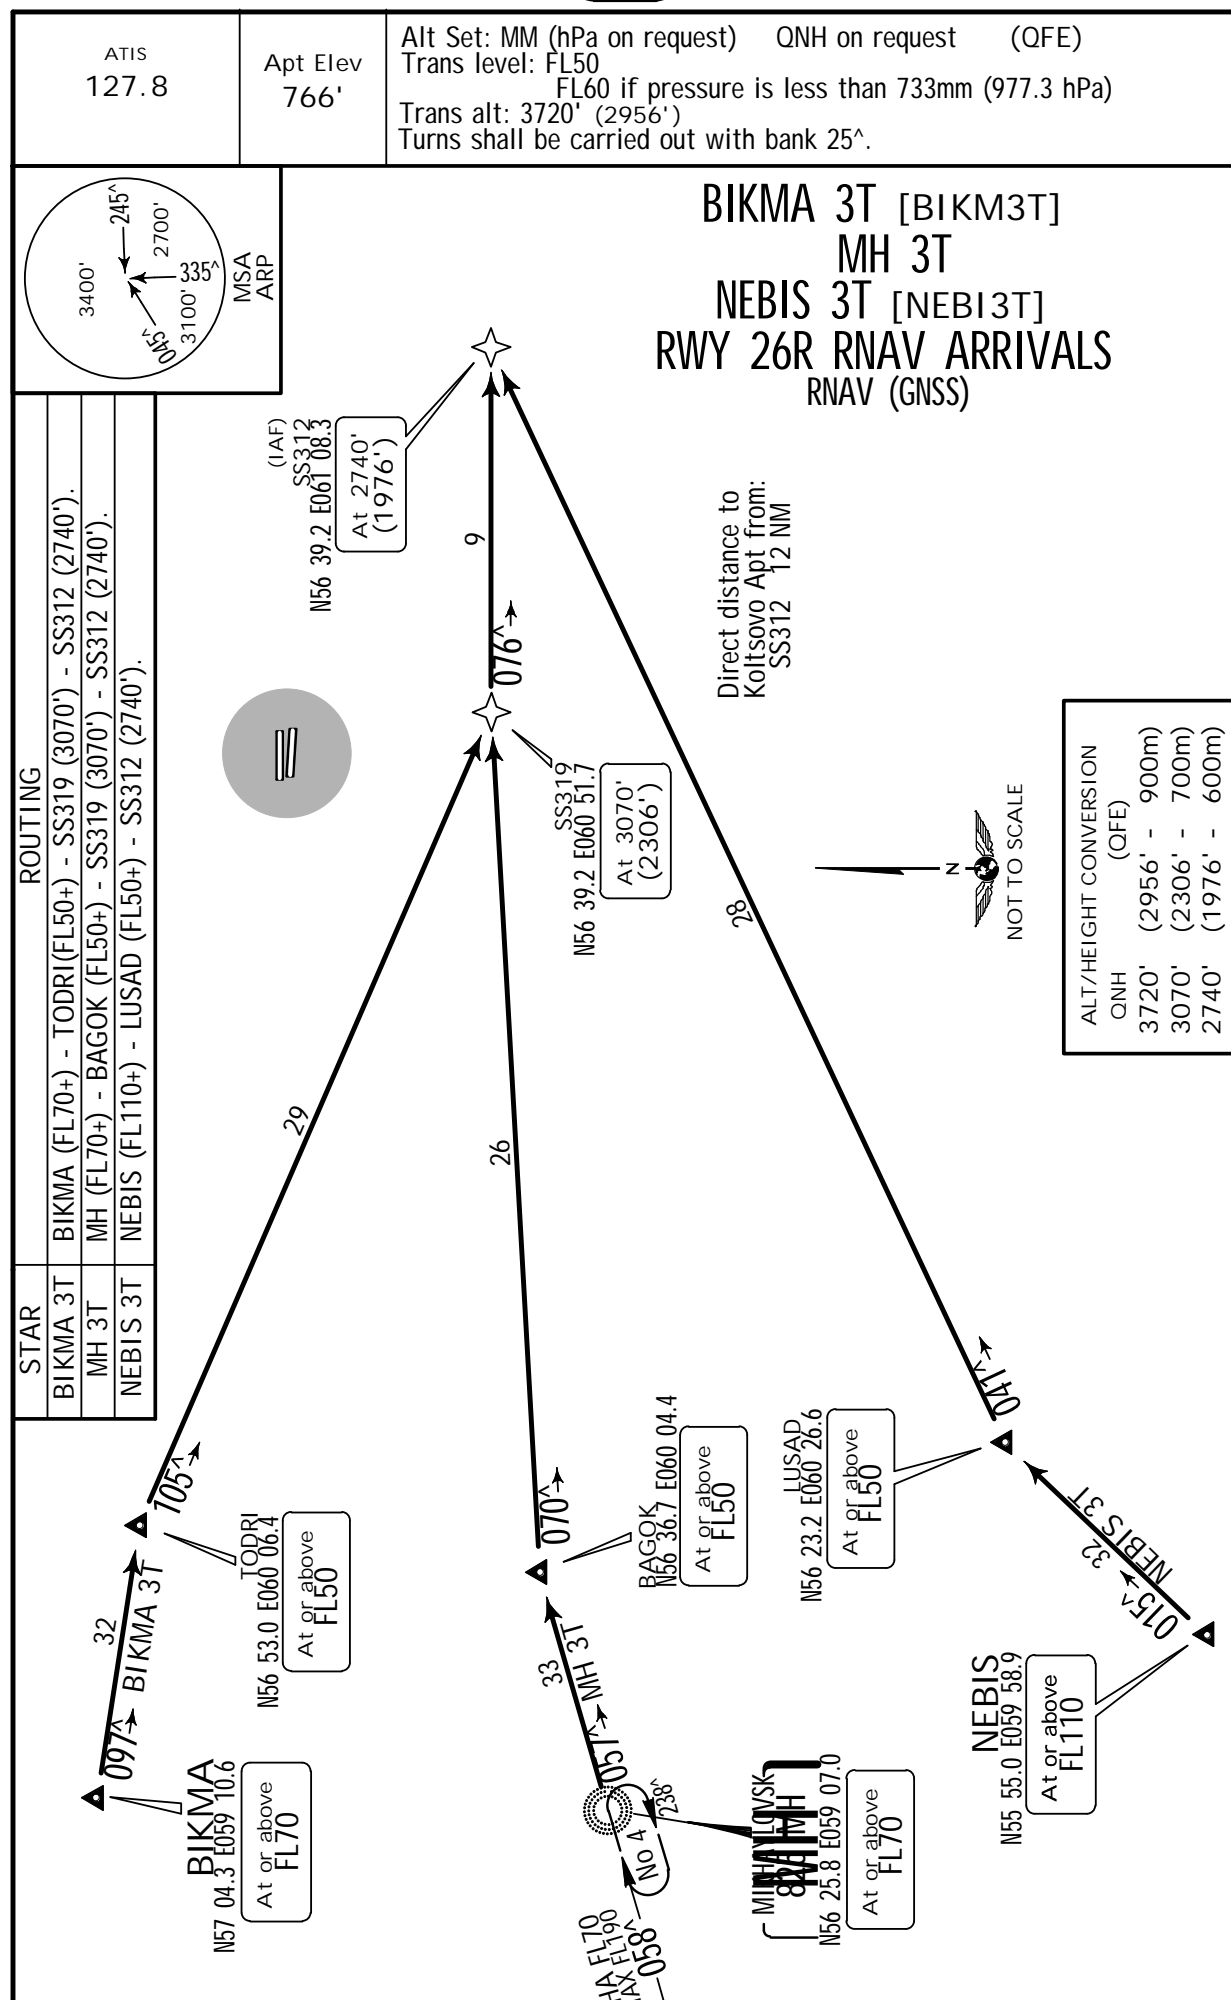 ATIS
127.8
Apt Elev
766'
Alt Set: MM (hPa on request) QNH on request (QFE)
Trans level: FL50
FL60 if pressure is less than 733mm (977.3 hPa)
Trans alt: 3720' (2956')
Turns shall be carried out with bank 25^.
BIKMA 3T [BIKM3T]
MH 3T
NEBIS 3T [NEBI3T]
RWY 26R RNAV ARRIVALS
RNAV (GNSS)
245^
2700'
335^
3400'
3100'
045^
MSA
ARP
STAR ROUTING
BIKMA 3T BIKMA (FL70+) - TODRI(FL50+) - SS319 (3070') - SS312 (2740').
MH 3T MH (FL70+) - BAGOK (FL50+) - SS319 (3070') - SS312 (2740').
NEBIS 3T NEBIS (FL110+) - LUSAD (FL50+) - SS312 (2740').
(IAF)
SS312
N56 39.2 E061 08.3
At 2740'
(1976')
9
076^
Direct distance to
Koltsovo Apt from:
SS312 12 NM
SS319
N56 39.2 E060 51.7
At 3070'
(2306')
28
29
26
N
NOT TO SCALE
ALT/HEIGHT CONVERSION
QNH (QFE)
3720' (2956' - 900m)
3070' (2306' - 700m)
2740' (1976' - 600m)
105^
TODRI
N56 53.0 E060 06.4
At or above
FL50
32
BIKMA 3T
097^
BIKMA
N57 04.3 E059 10.6
At or above
FL70
070^
BAGOK
N56 36.7 E060 04.4
At or above
FL50
33
MH 3T
057^
238^
No 4
058^
N56 25.8 E059 07.0
At or above
FL70
041^
LUSAD
N56 23.2 E060 26.6
At or above
FL50
32
NEBIS 3T
015^
NEBIS
N55 55.0 E059 58.9
At or above
FL110